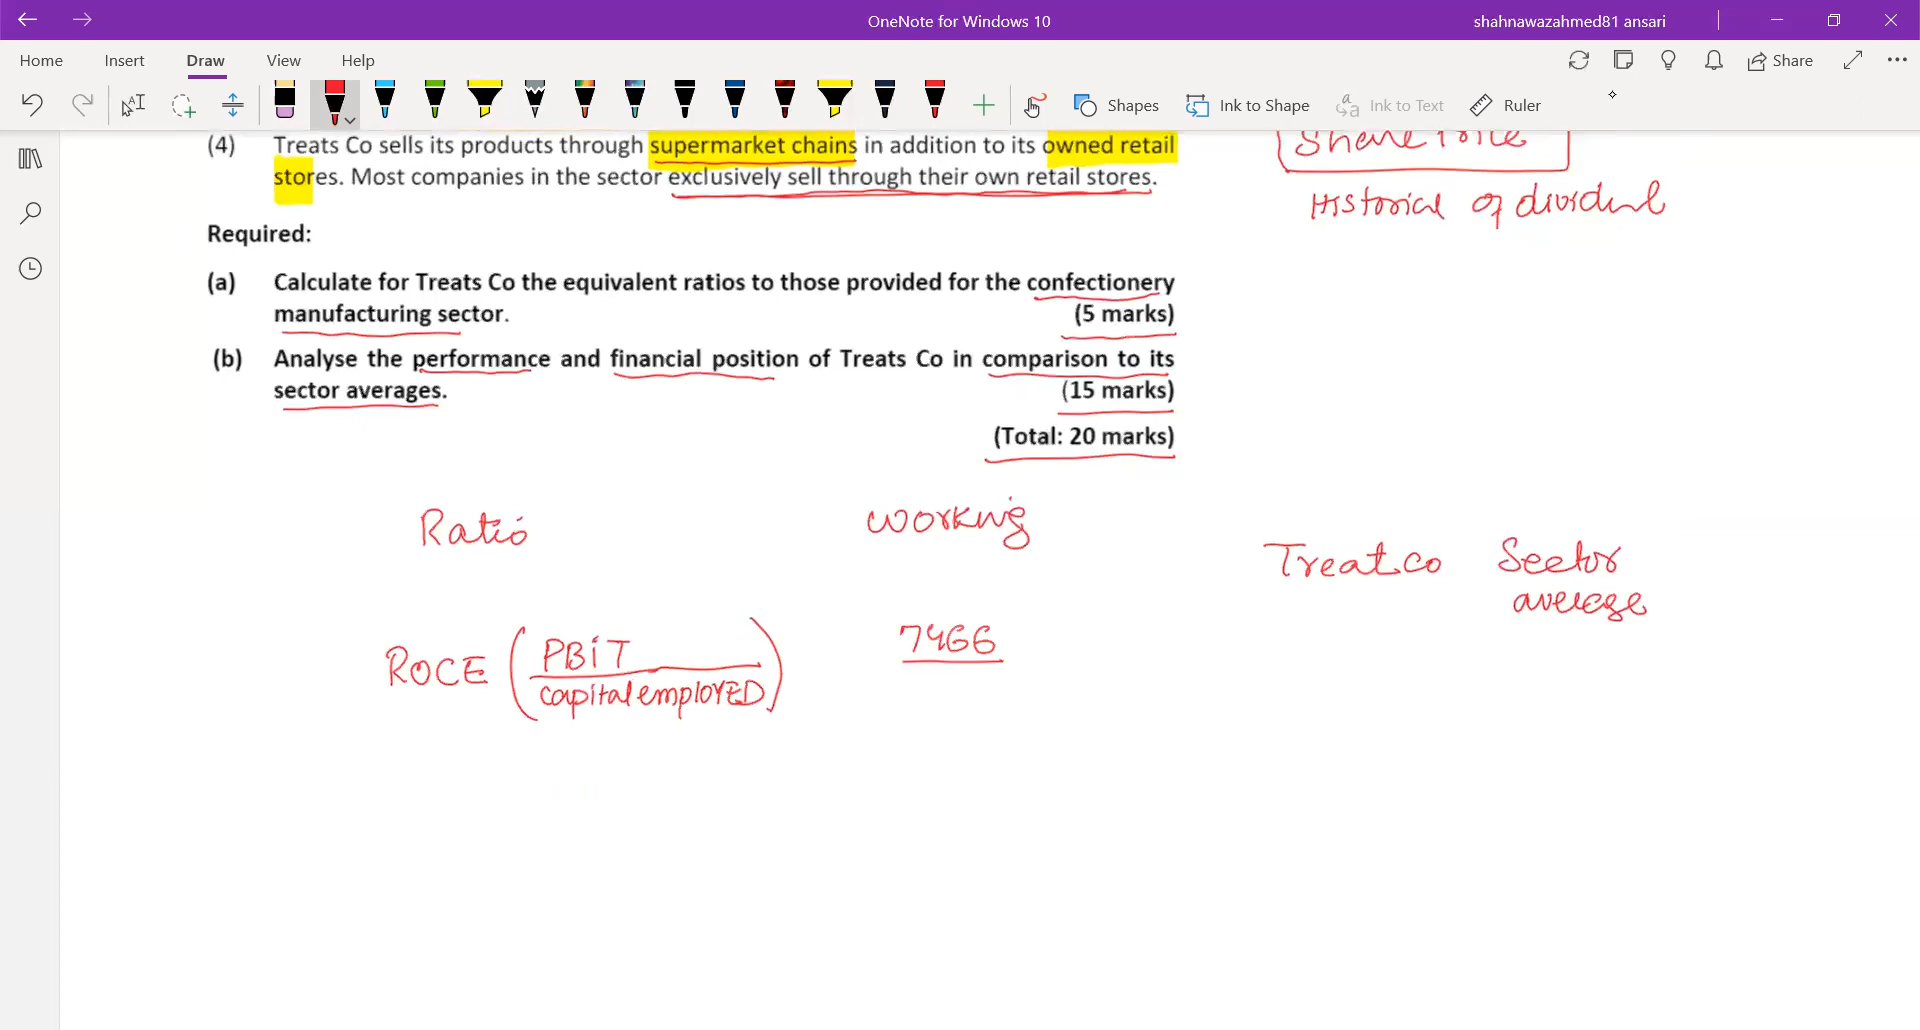 OneNote for Windows 10
shahnawazahmed81 ansari
Home Insert Draw View Help
Share
Shapes Ink to Shape Ink to Text Ruler
(4) Treats Co sells its products through supermarket chains in addition to its owned retail
stores. Most companies in the sector exclusively sell through their own retail stores.
Share Price
Historical of dividend
Required:
(a) Calculate for Treats Co the equivalent ratios to those provided for the confectionery
manufacturing sector. (5 marks)
(b) Analyse the performance and financial position of Treats Co in comparison to its
sector averages. (15 marks)
(Total: 20 marks)
Ratio Working
Treatco Sector
average
ROCE (PBIT 7466
capital employED)